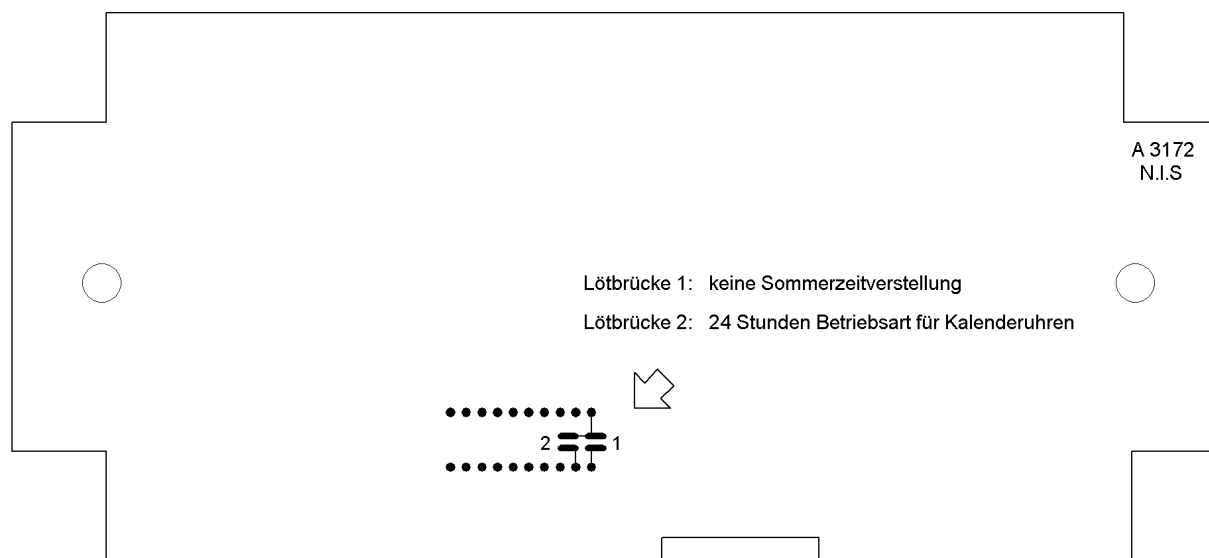 A 3172
N.I.S
Lötbrücke 1: keine Sommerzeitverstellung
Lötbrücke 2: 24 Stunden Betriebsart für Kalenderuhren
2 1